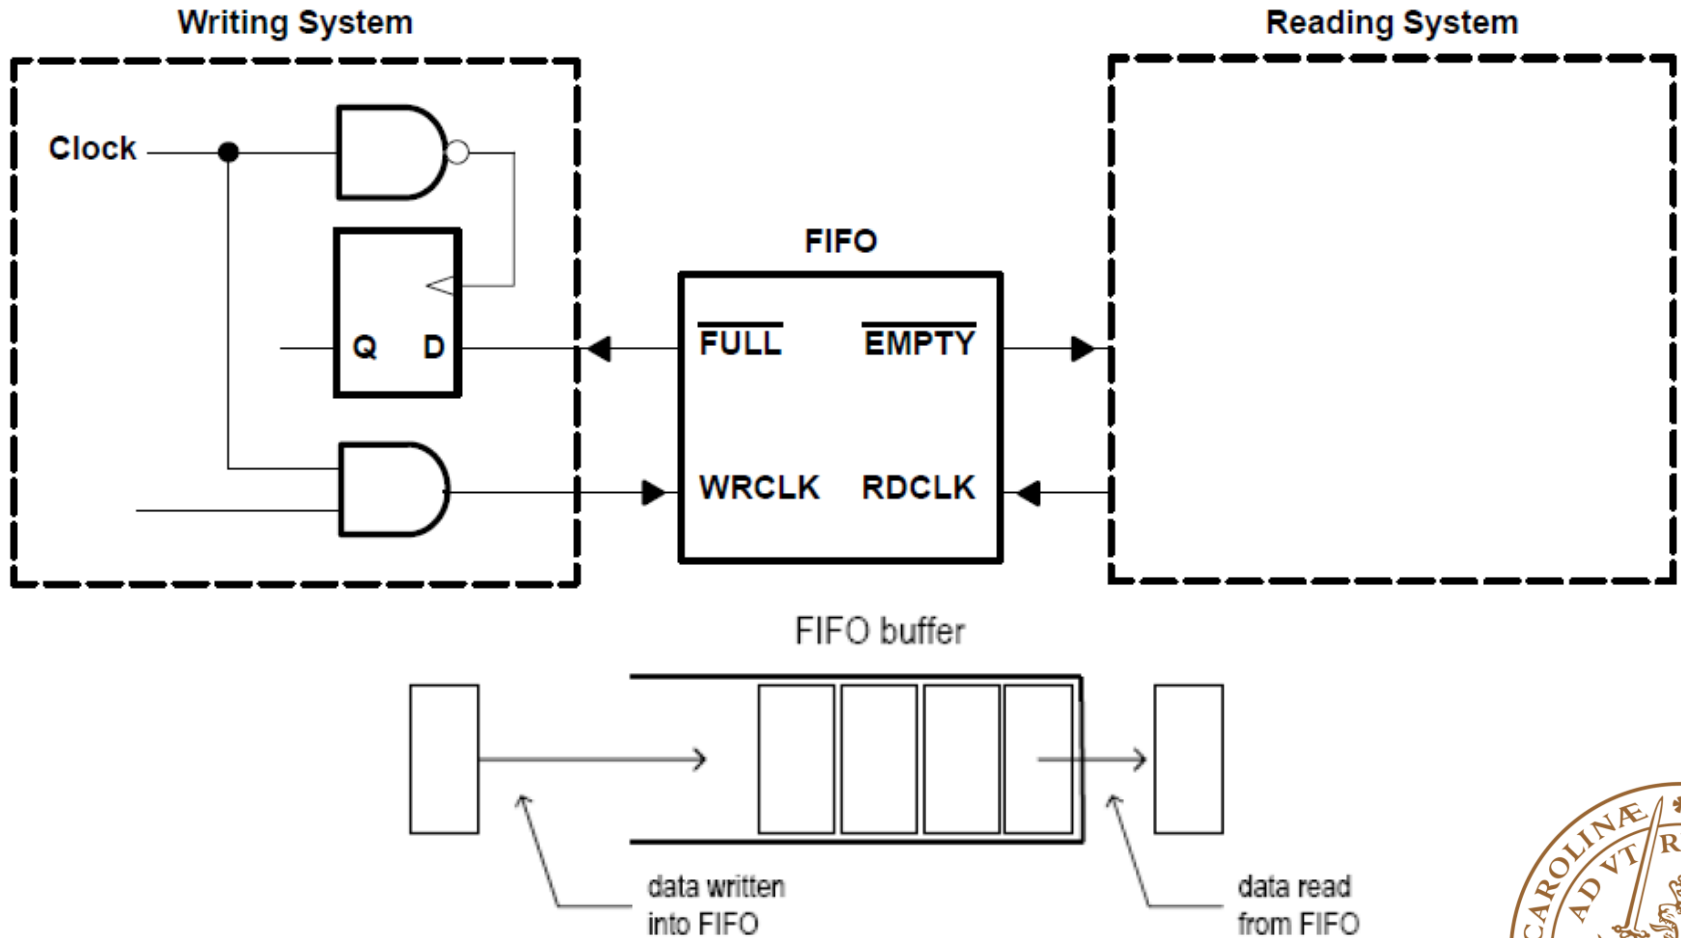 Writing System
Reading System
Clock
FIFO
FULL
EMPTY
Q
D
WRCLK
RDCLK
FIFO buffer
data written
into FIFO
data read
from FIFO
CAROLINÆ
AD VT